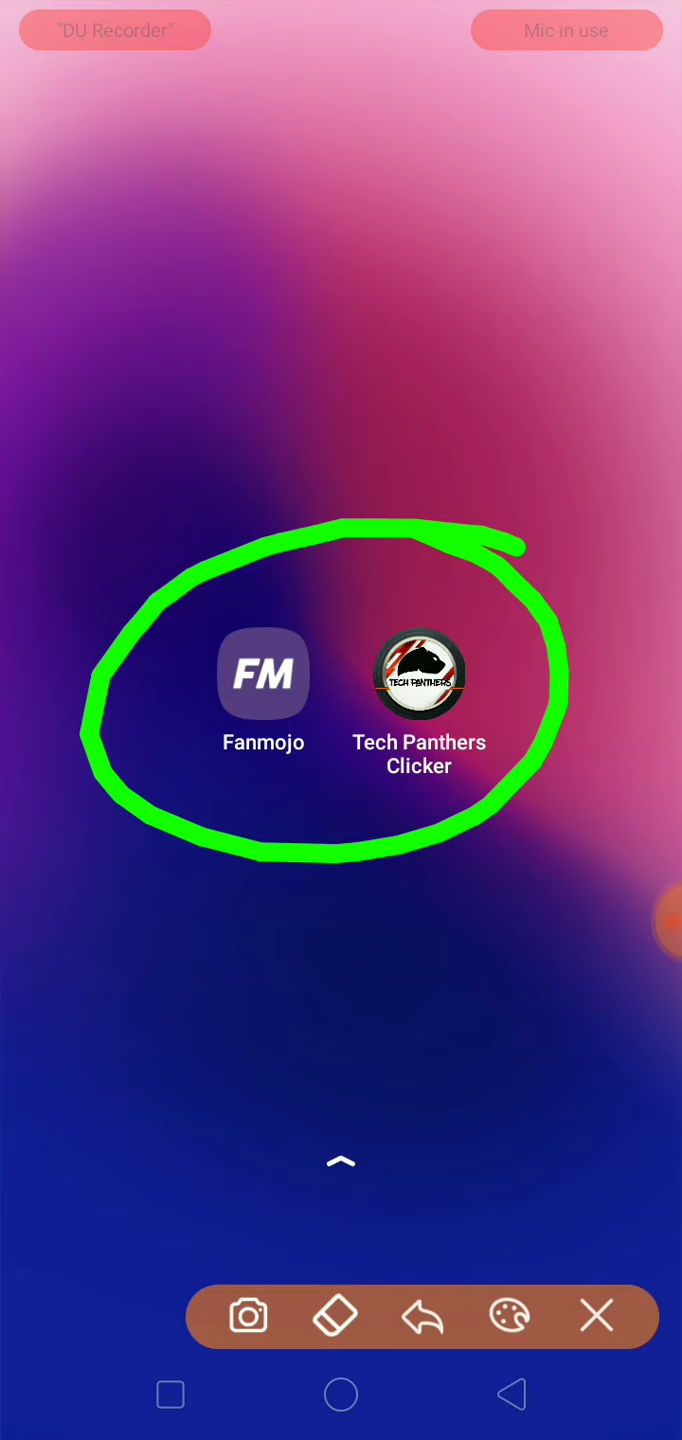 "DU Recorder"
Mic in use
FM
TECH PANTHERS
Fanmojo
Tech Panthers
Clicker